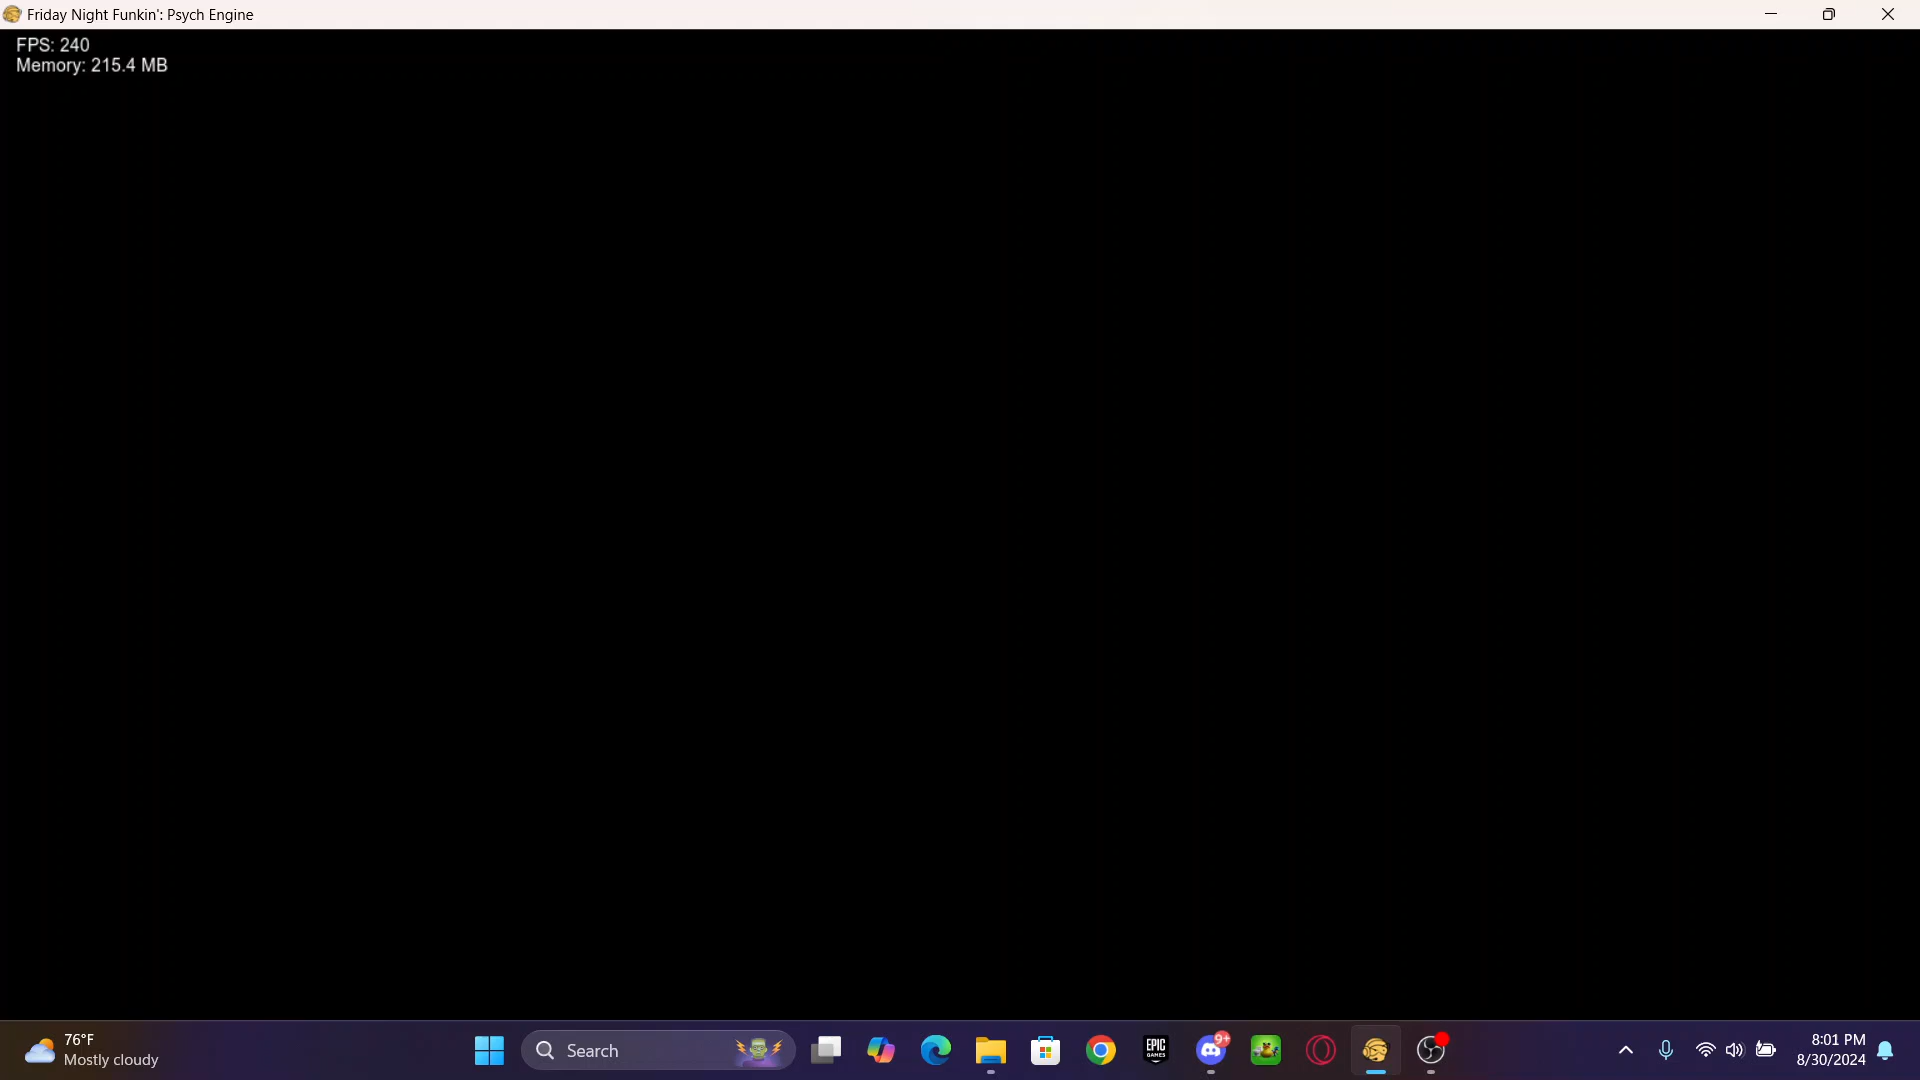 Friday Night Funkin': Psych Engine
FPS: 240
Memory: 215.4 MB
76°F
Mostly cloudy
Search
EPIC
GAMES
9+
8:01 PM
8/30/2024